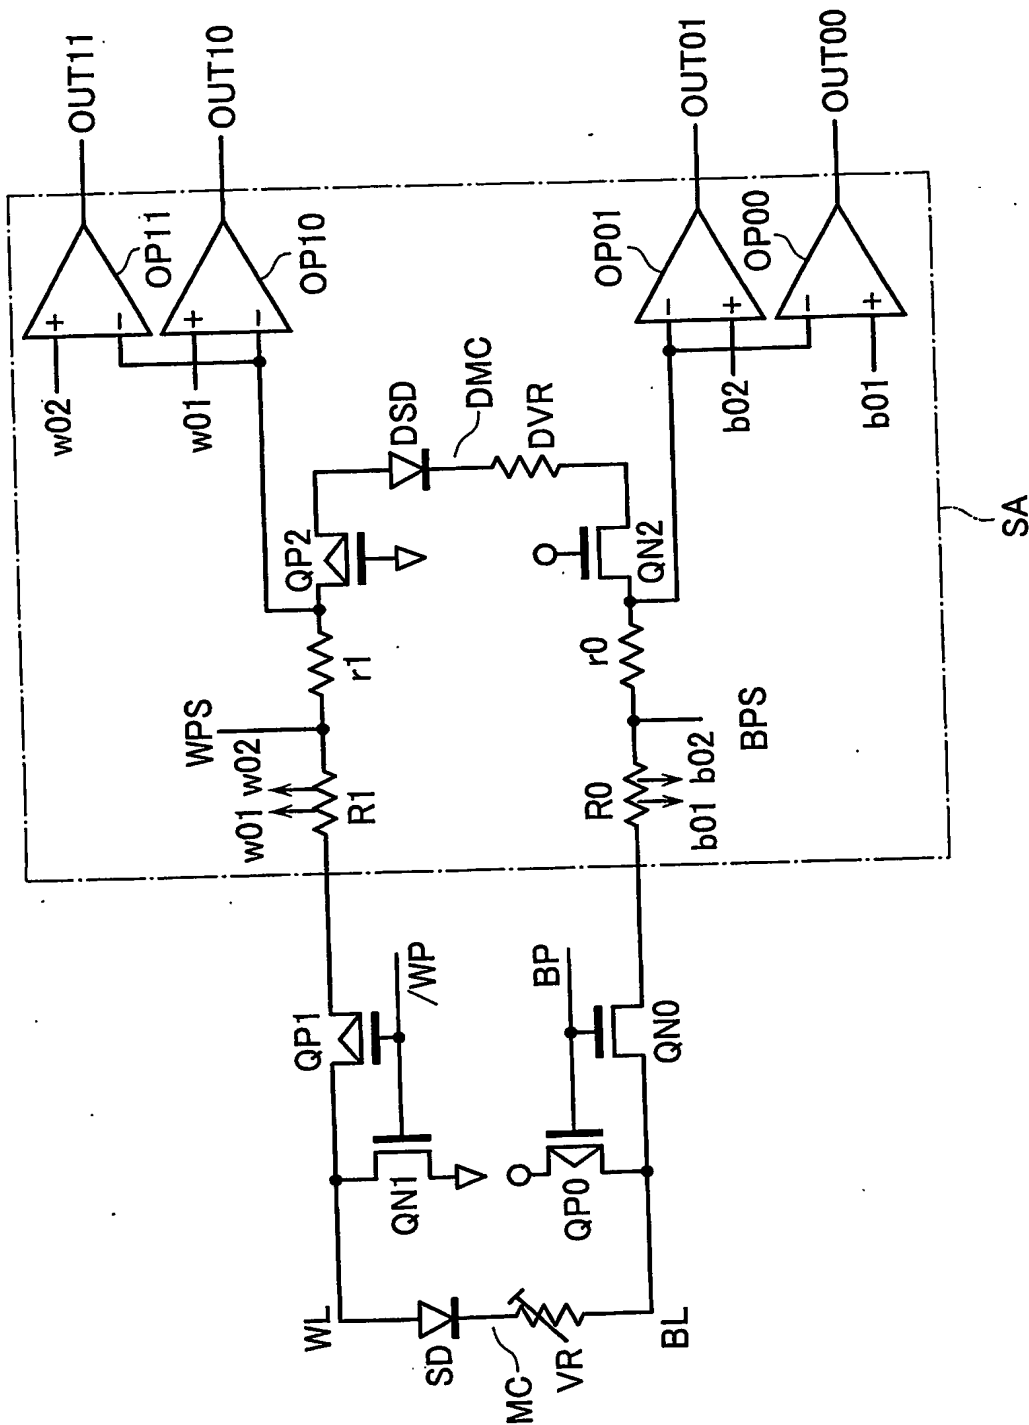 OUT11
OUT10
OUT01
OUT00
OP11
OP10
OP01
OP00
+
−
+
−
−
+
−
+
w02
w01
b02
b01
DSD
DMC
DVR
QP2
QN2
SA
r1
r0
WPS
BPS
w01
w02
R1
R0
b01
b02
QP1
/WP
BP
QN0
QN1
QP0
WL
SD
MC
VR
BL